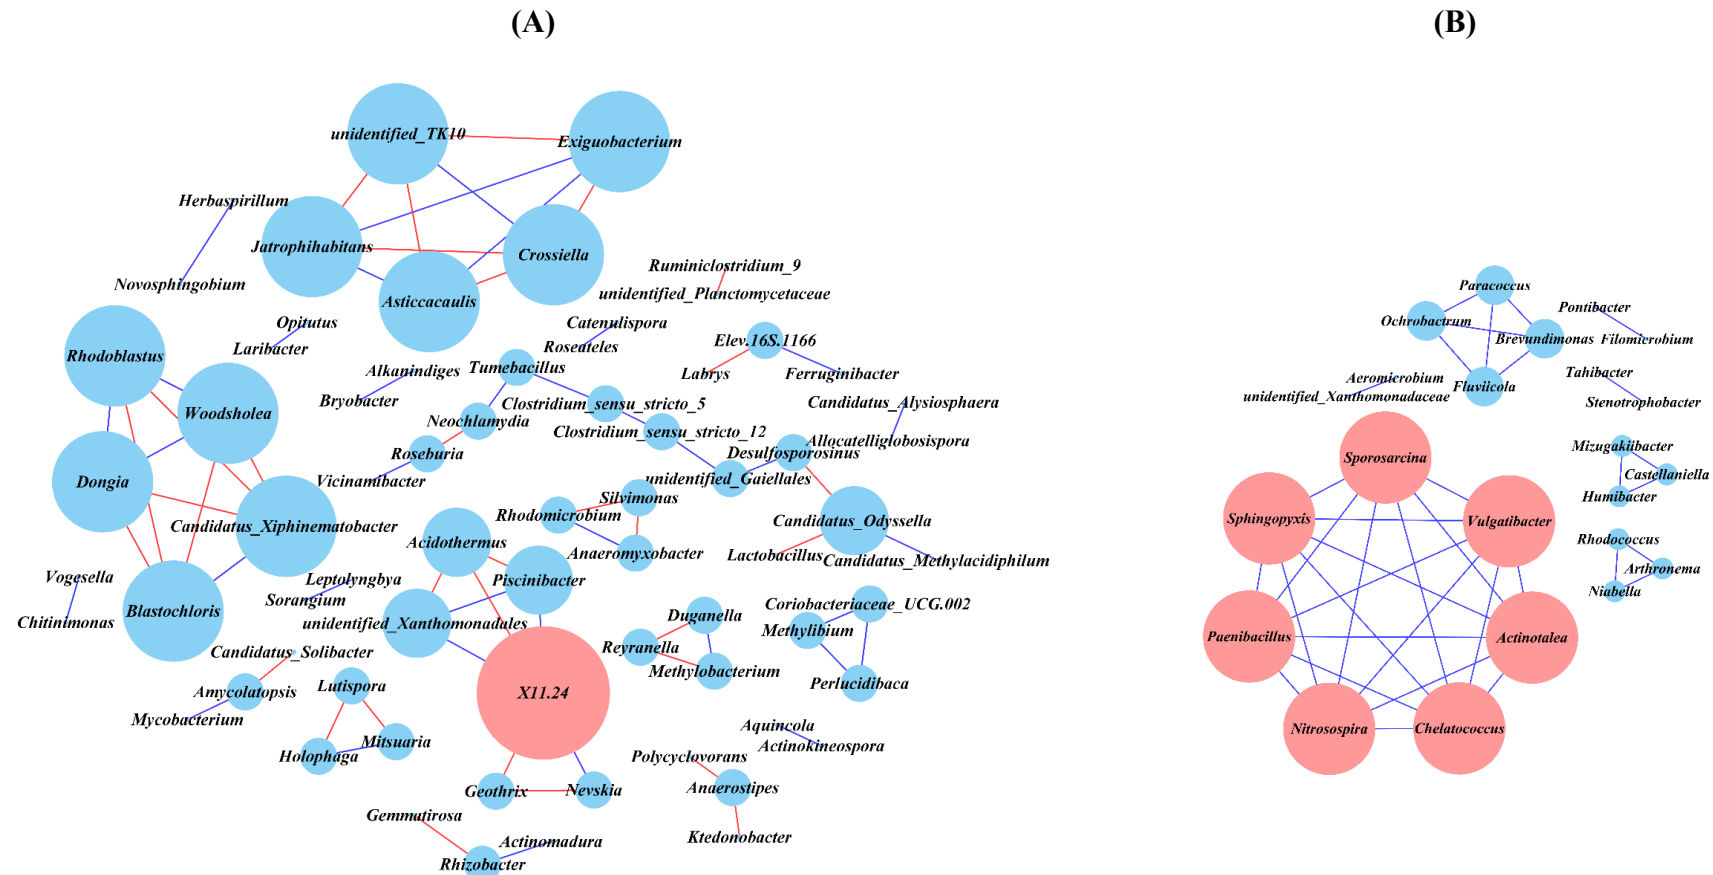 (A)
(B)
unidentified_TK10
Exiguobacterium
Herbaspirillum
Jatrophihabitans
Crossiella
Novosphingobium
Asticcacaulis
Ruminiclostridium_9
unidentified_Planctomycetaceae
Opitutus
Laribacter
Catenulispora
Roseateles
Rhodoblastus
Woodsholea
Dongia
Candidatus_Xiphinematobacter
Blastochloris
Alkanindiges
Bryobacter
Tumebacillus
Neochlamydia
Roseburia
Vicinamibacter
Clostridium_sensu_stricto_5
Clostridium_sensu_stricto_12
Elev.16S.1166
Labrys
Ferruginibacter
Candidatus_Alysiosphaera
Allocatelliglobosispora
Desulfosporosinus
unidentified_Gaiellales
Silvimonas
Rhodomicrobium
Anaeromyxobacter
Candidatus_Odyssella
Lactobacillus
Candidatus_Methylacidiphilum
Acidothermus
Piscinibacter
unidentified_Xanthomonadales
Vogesella
Chitinimonas
Leptolyngbya
Sorangium
Candidatus_Solibacter
Amycolatopsis
Mycobacterium
Lutispora
Holophaga
Mitsuaria
X11.24
Geothrix
Nevskia
Duganella
Reyranella
Methylobacterium
Coriobacteriaceae_UCG.002
Methylibium
Perlucidibaca
Aquincola
Actinokineospora
Polycyclovorans
Anaerostipes
Ktedonobacter
Gemmatirosa
Actinomadura
Rhizobacter
Paracoccus
Ochrobactrum
Brevundimonas
Fluviicola
Pontibacter
Filomicrobium
Aeromicrobium
unidentified_Xanthomonadaceae
Tahibacter
Stenotrophobacter
Sporosarcina
Sphingopyxis
Vulgatibacter
Paenibacillus
Actinotalea
Nitrosospira
Chelatococcus
Mizugakiibacter
Castellaniella
Humibacter
Rhodococcus
Arthronema
Niabella